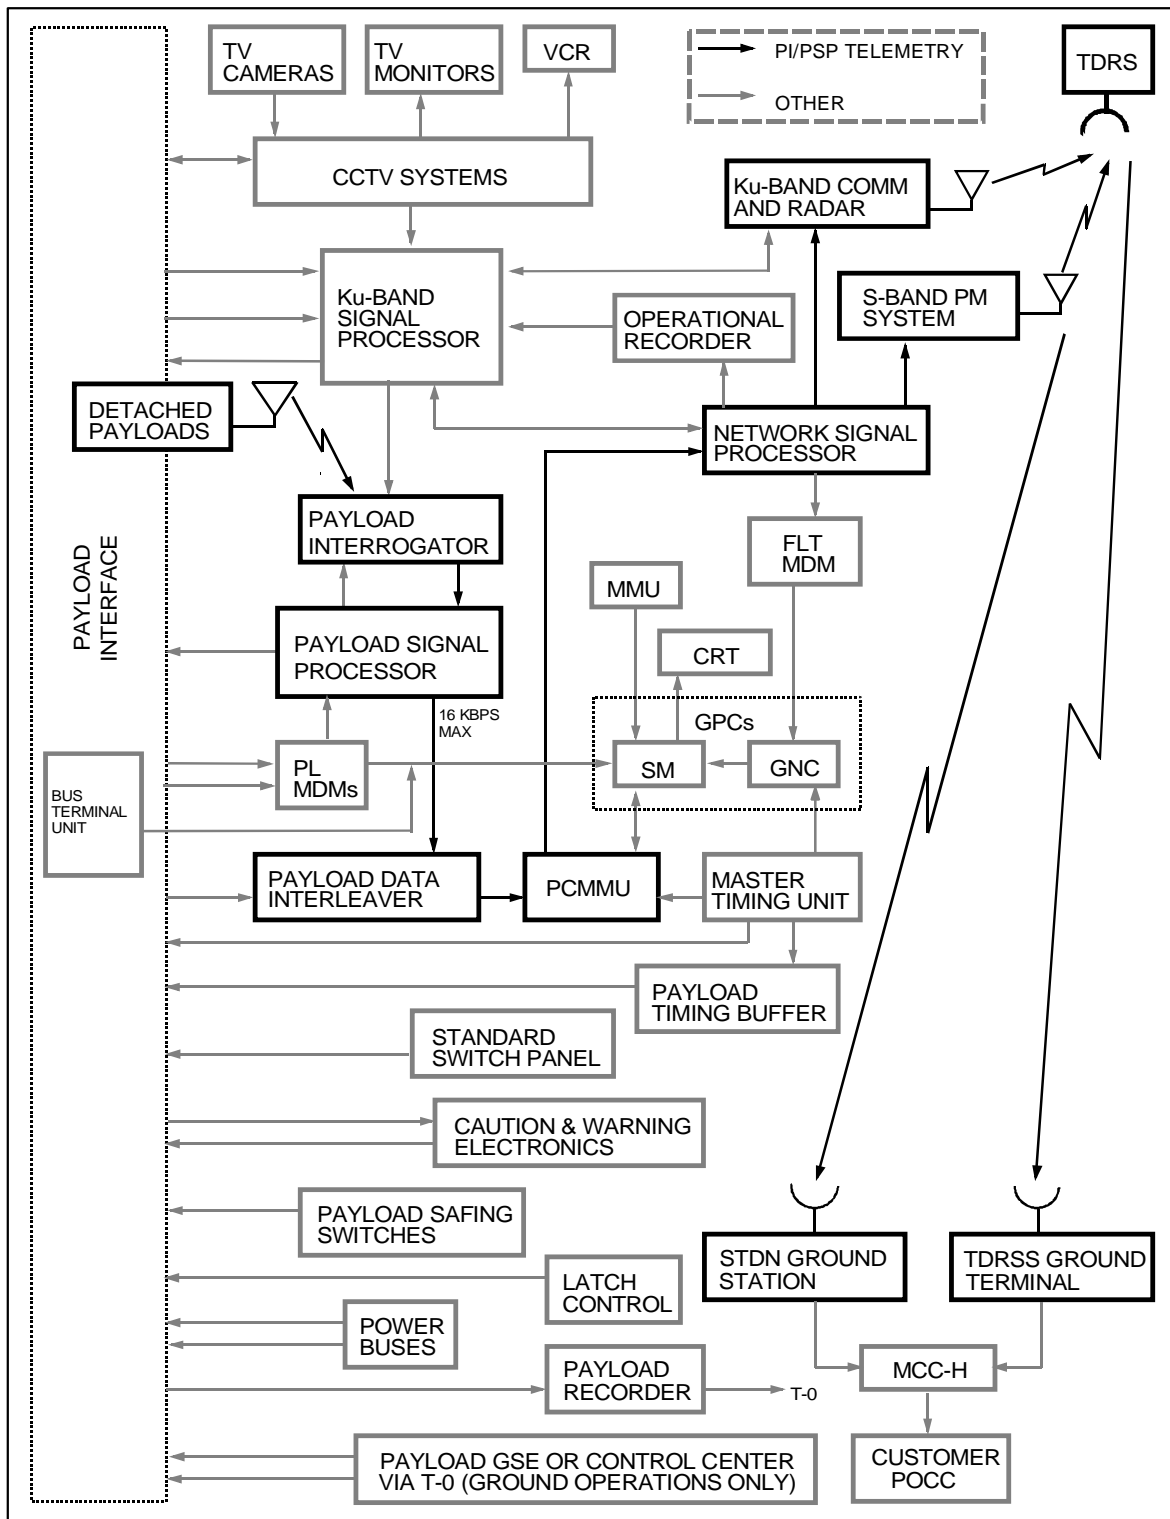 TV
CAMERAS
TV
MONITORS
VCR
PI/PSP TELEMETRY
OTHER
TDRS
CCTV SYSTEMS
Ku-BAND COMM
AND RADAR
Ku-BAND
SIGNAL
PROCESSOR
OPERATIONAL
RECORDER
S-BAND PM
SYSTEM
DETACHED
PAYLOADS
NETWORK SIGNAL
PROCESSOR
PAYLOAD
INTERROGATOR
FLT
MDM
PAYLOAD
INTERFACE
MMU
PAYLOAD SIGNAL
PROCESSOR
CRT
16 KBPS
MAX
GPCs
PL
MDMs
SM
GNC
BUS
TERMINAL
UNIT
PAYLOAD DATA
INTERLEAVER
PCMMU
MASTER
TIMING UNIT
PAYLOAD
TIMING BUFFER
STANDARD
SWITCH PANEL
CAUTION & WARNING
ELECTRONICS
PAYLOAD SAFING
SWITCHES
STDN GROUND
STATION
TDRSS GROUND
TERMINAL
LATCH
CONTROL
POWER
BUSES
PAYLOAD
RECORDER
T-0
MCC-H
PAYLOAD GSE OR CONTROL CENTER
VIA T-0 (GROUND OPERATIONS ONLY)
CUSTOMER
POCC